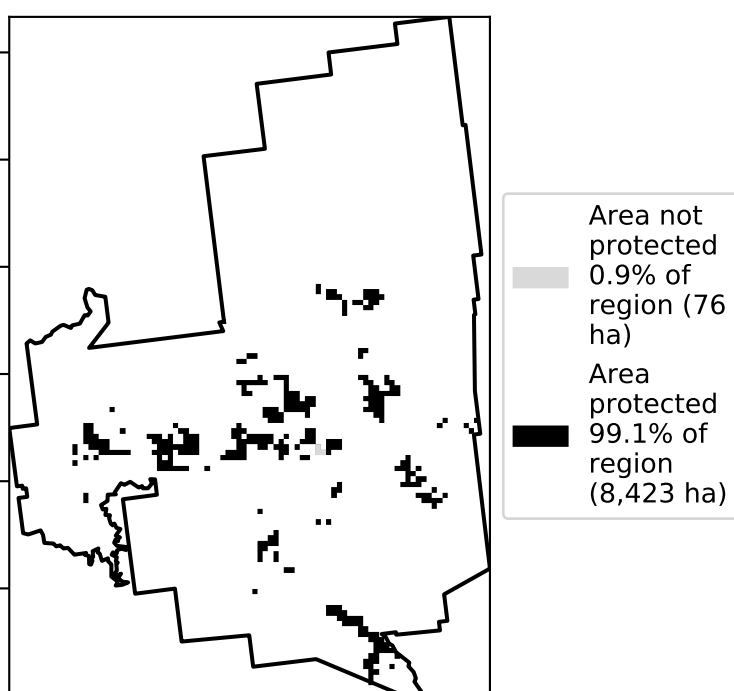 Area not
protected
0.9% of
region (76
ha)
Area
protected
99.1% of
region
(8,423 ha)